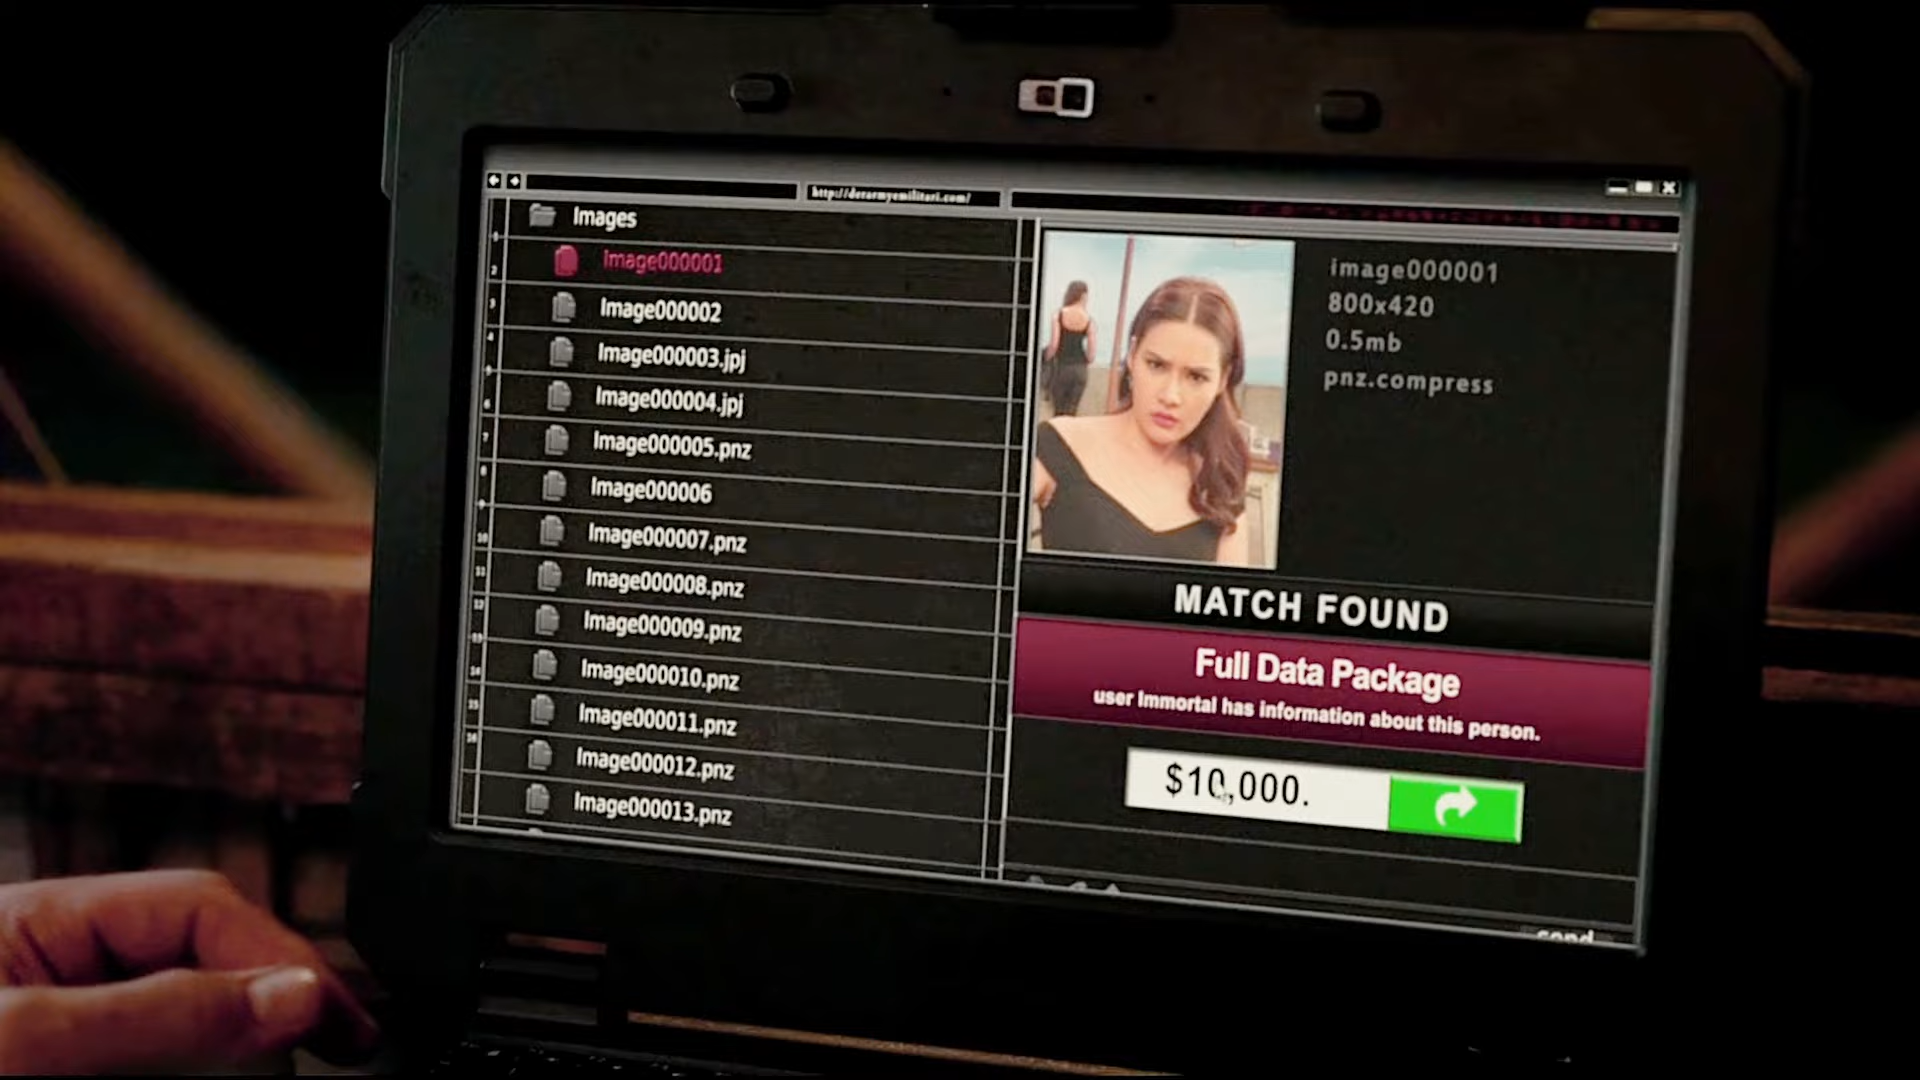 Images
Image000001
Image000002
Image000003.jpj
Image000004.jpj
Image000005.pnz
Image000006
Image000007.pnz
Image000008.pnz
Image000009.pnz
Image000010.pnz
Image000011.pnz
Image000012.pnz
Image000013.pnz
image000001
800x420
0.5mb
pnz.compress
MATCH FOUND
Full Data Package
user Immortal has information about this person.
$10,000.
send